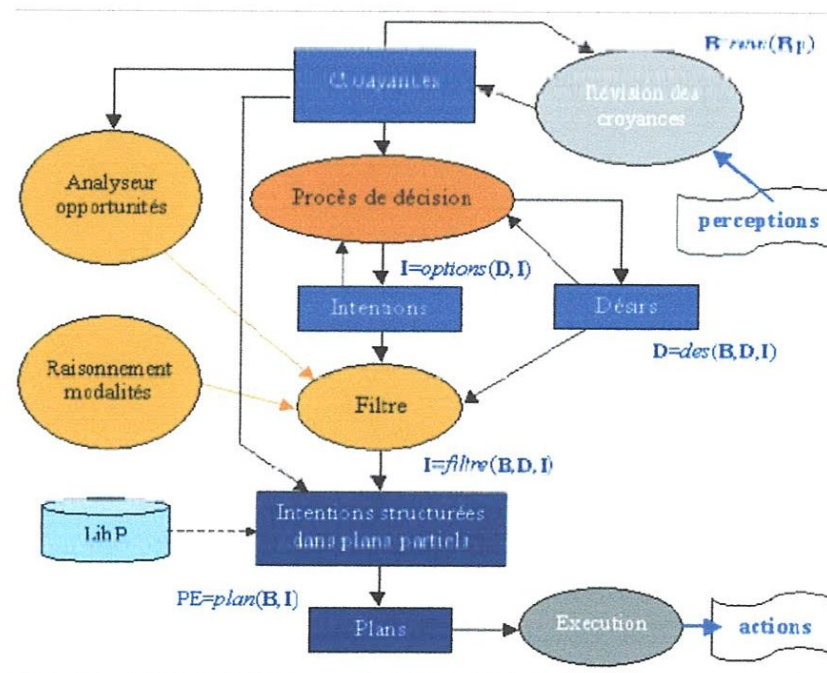 B=revu(B,p)
Croyances
Révision des
croyances
Analyseur
opportunités
Procès de décision
perceptions
I=options(D,I)
Intentions
Désirs
D=des(B,D,I)
Raisonnement
modalités
Filtre
I=filtre(B,D,I)
LibP
Intentions structurées
dans plans partiels
PE=plan(B,I)
Plans
Execution
actions